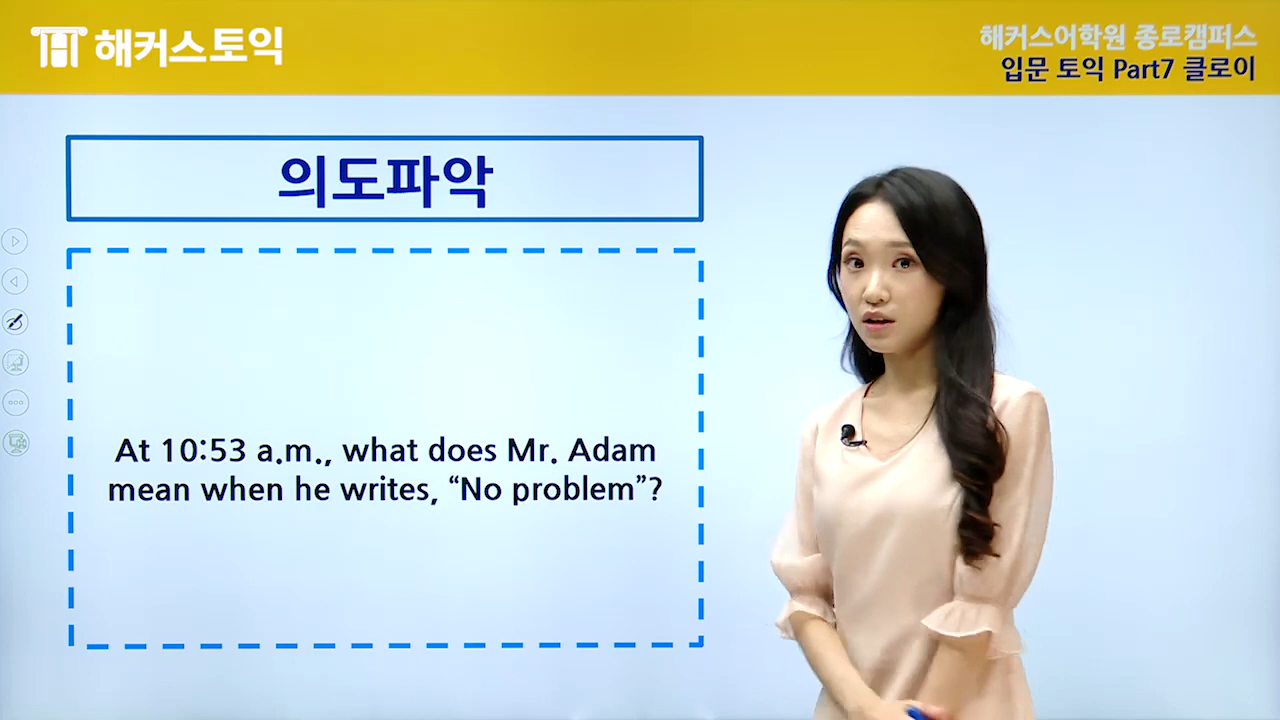 해커스토익
해커스어학원 종로캠퍼스
입문 토익 Part7 클로이
의도파악
At 10:53 a.m., what does Mr. Adam
mean when he writes, “No problem”?